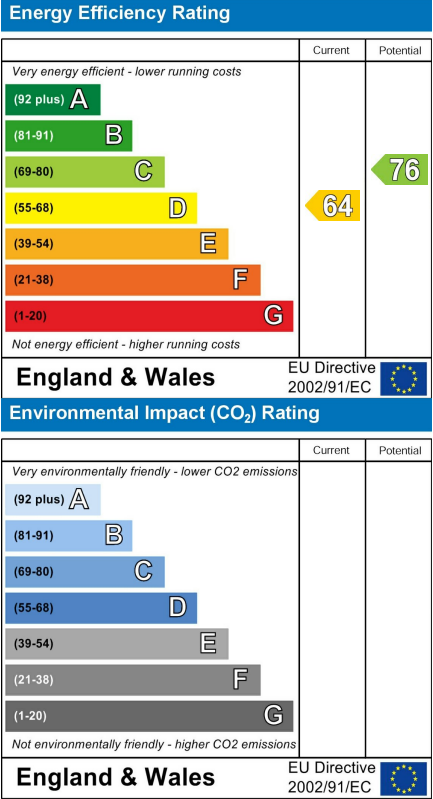 Energy Efficiency Rating
Current Potential
Very energy efficient - lower running costs
(92 plus) A
(81-91) B
(69-80) C 76
(55-68) D 64
(39-54) E
(21-38) F
(1-20) G
Not energy efficient - higher running costs
England & Wales
EU Directive
2002/91/EC
Environmental Impact (CO₂) Rating
Current Potential
Very environmentally friendly - lower CO2 emissions
(92 plus) A
(81-91) B
(69-80) C
(55-68) D
(39-54) E
(21-38) F
(1-20) G
Not environmentally friendly - higher CO2 emissions
England & Wales
EU Directive
2002/91/EC